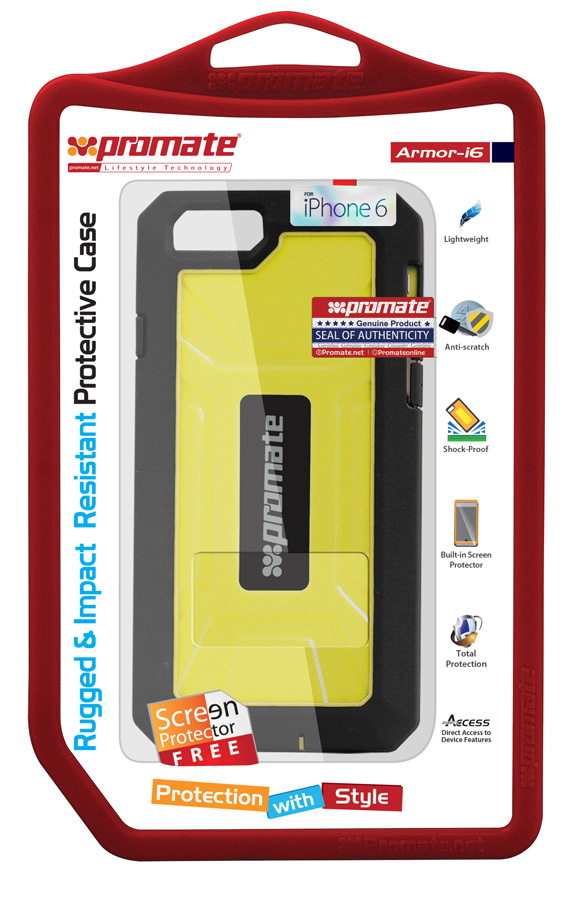 promate
promate
promate.net Lifestyle Technology
Armor-i6
FOR
iPhone 6
Lightweight
promate
Genuine Product
SEAL OF AUTHENTICITY
Promate.net | Promateonline
Anti-scratch
Rugged & Impact Resistant Protective Case
promate
Shock-Proof
Built-in Screen
Protector
Total
Protection
Screen
Protector
FREE
Access
Direct Access to
Device Features
Protection with Style
promate
Promate.net